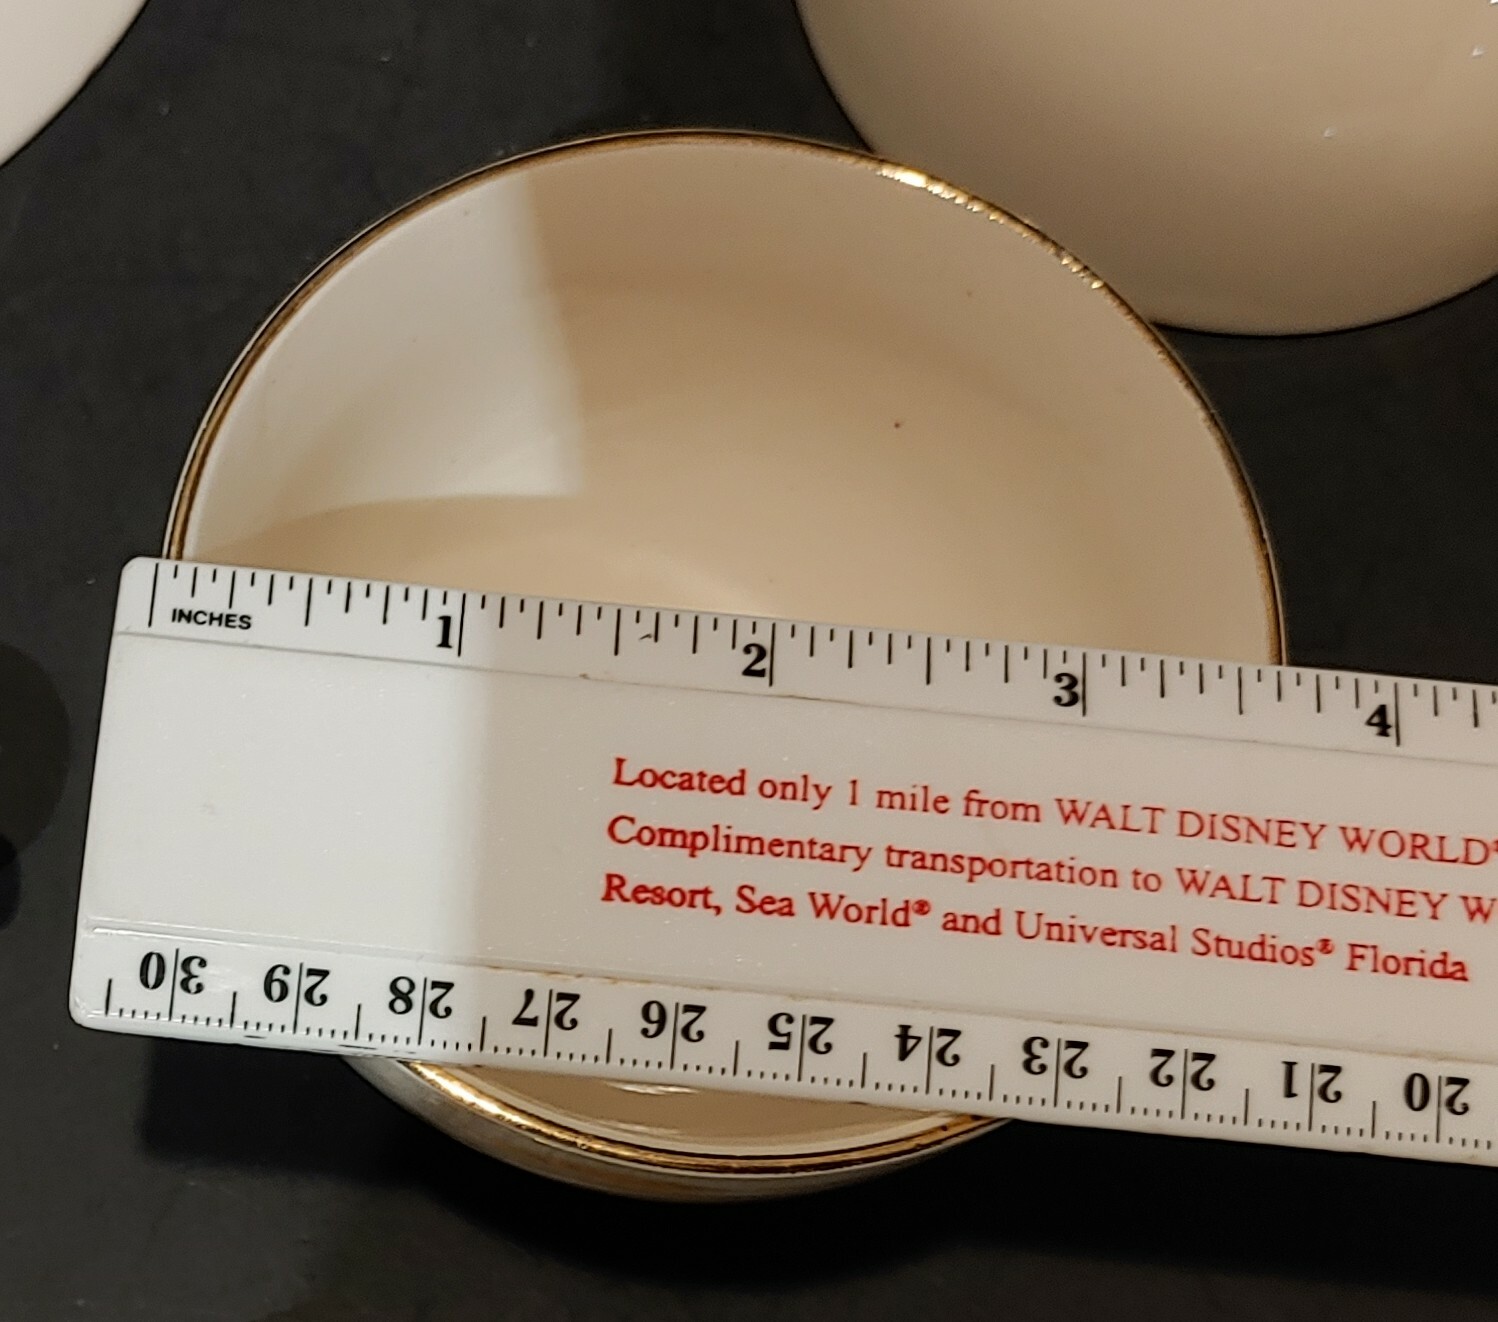 INCHES
1 2 3 4
Located only 1 mile from WALT DISNEY WORLD
Complimentary transportation to WALT DISNEY W
Resort, Sea World® and Universal Studios® Florida
30 29 28 27 26 25 24 23 22 21 20